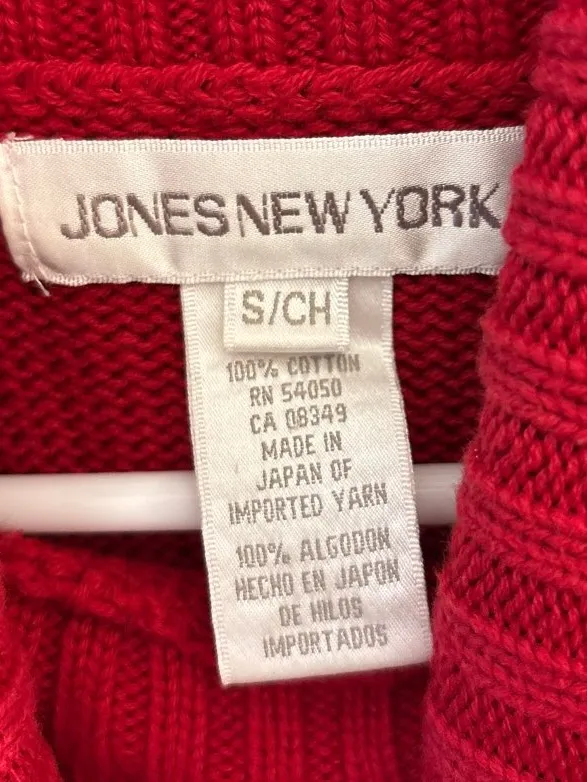 JONES NEW YORK
S/CH
100% COTTON
RN 54050
CA 08349
MADE IN
JAPAN OF
IMPORTED YARN
100% ALGODON
HECHO EN JAPON
DE HILOS
IMPORTADOS